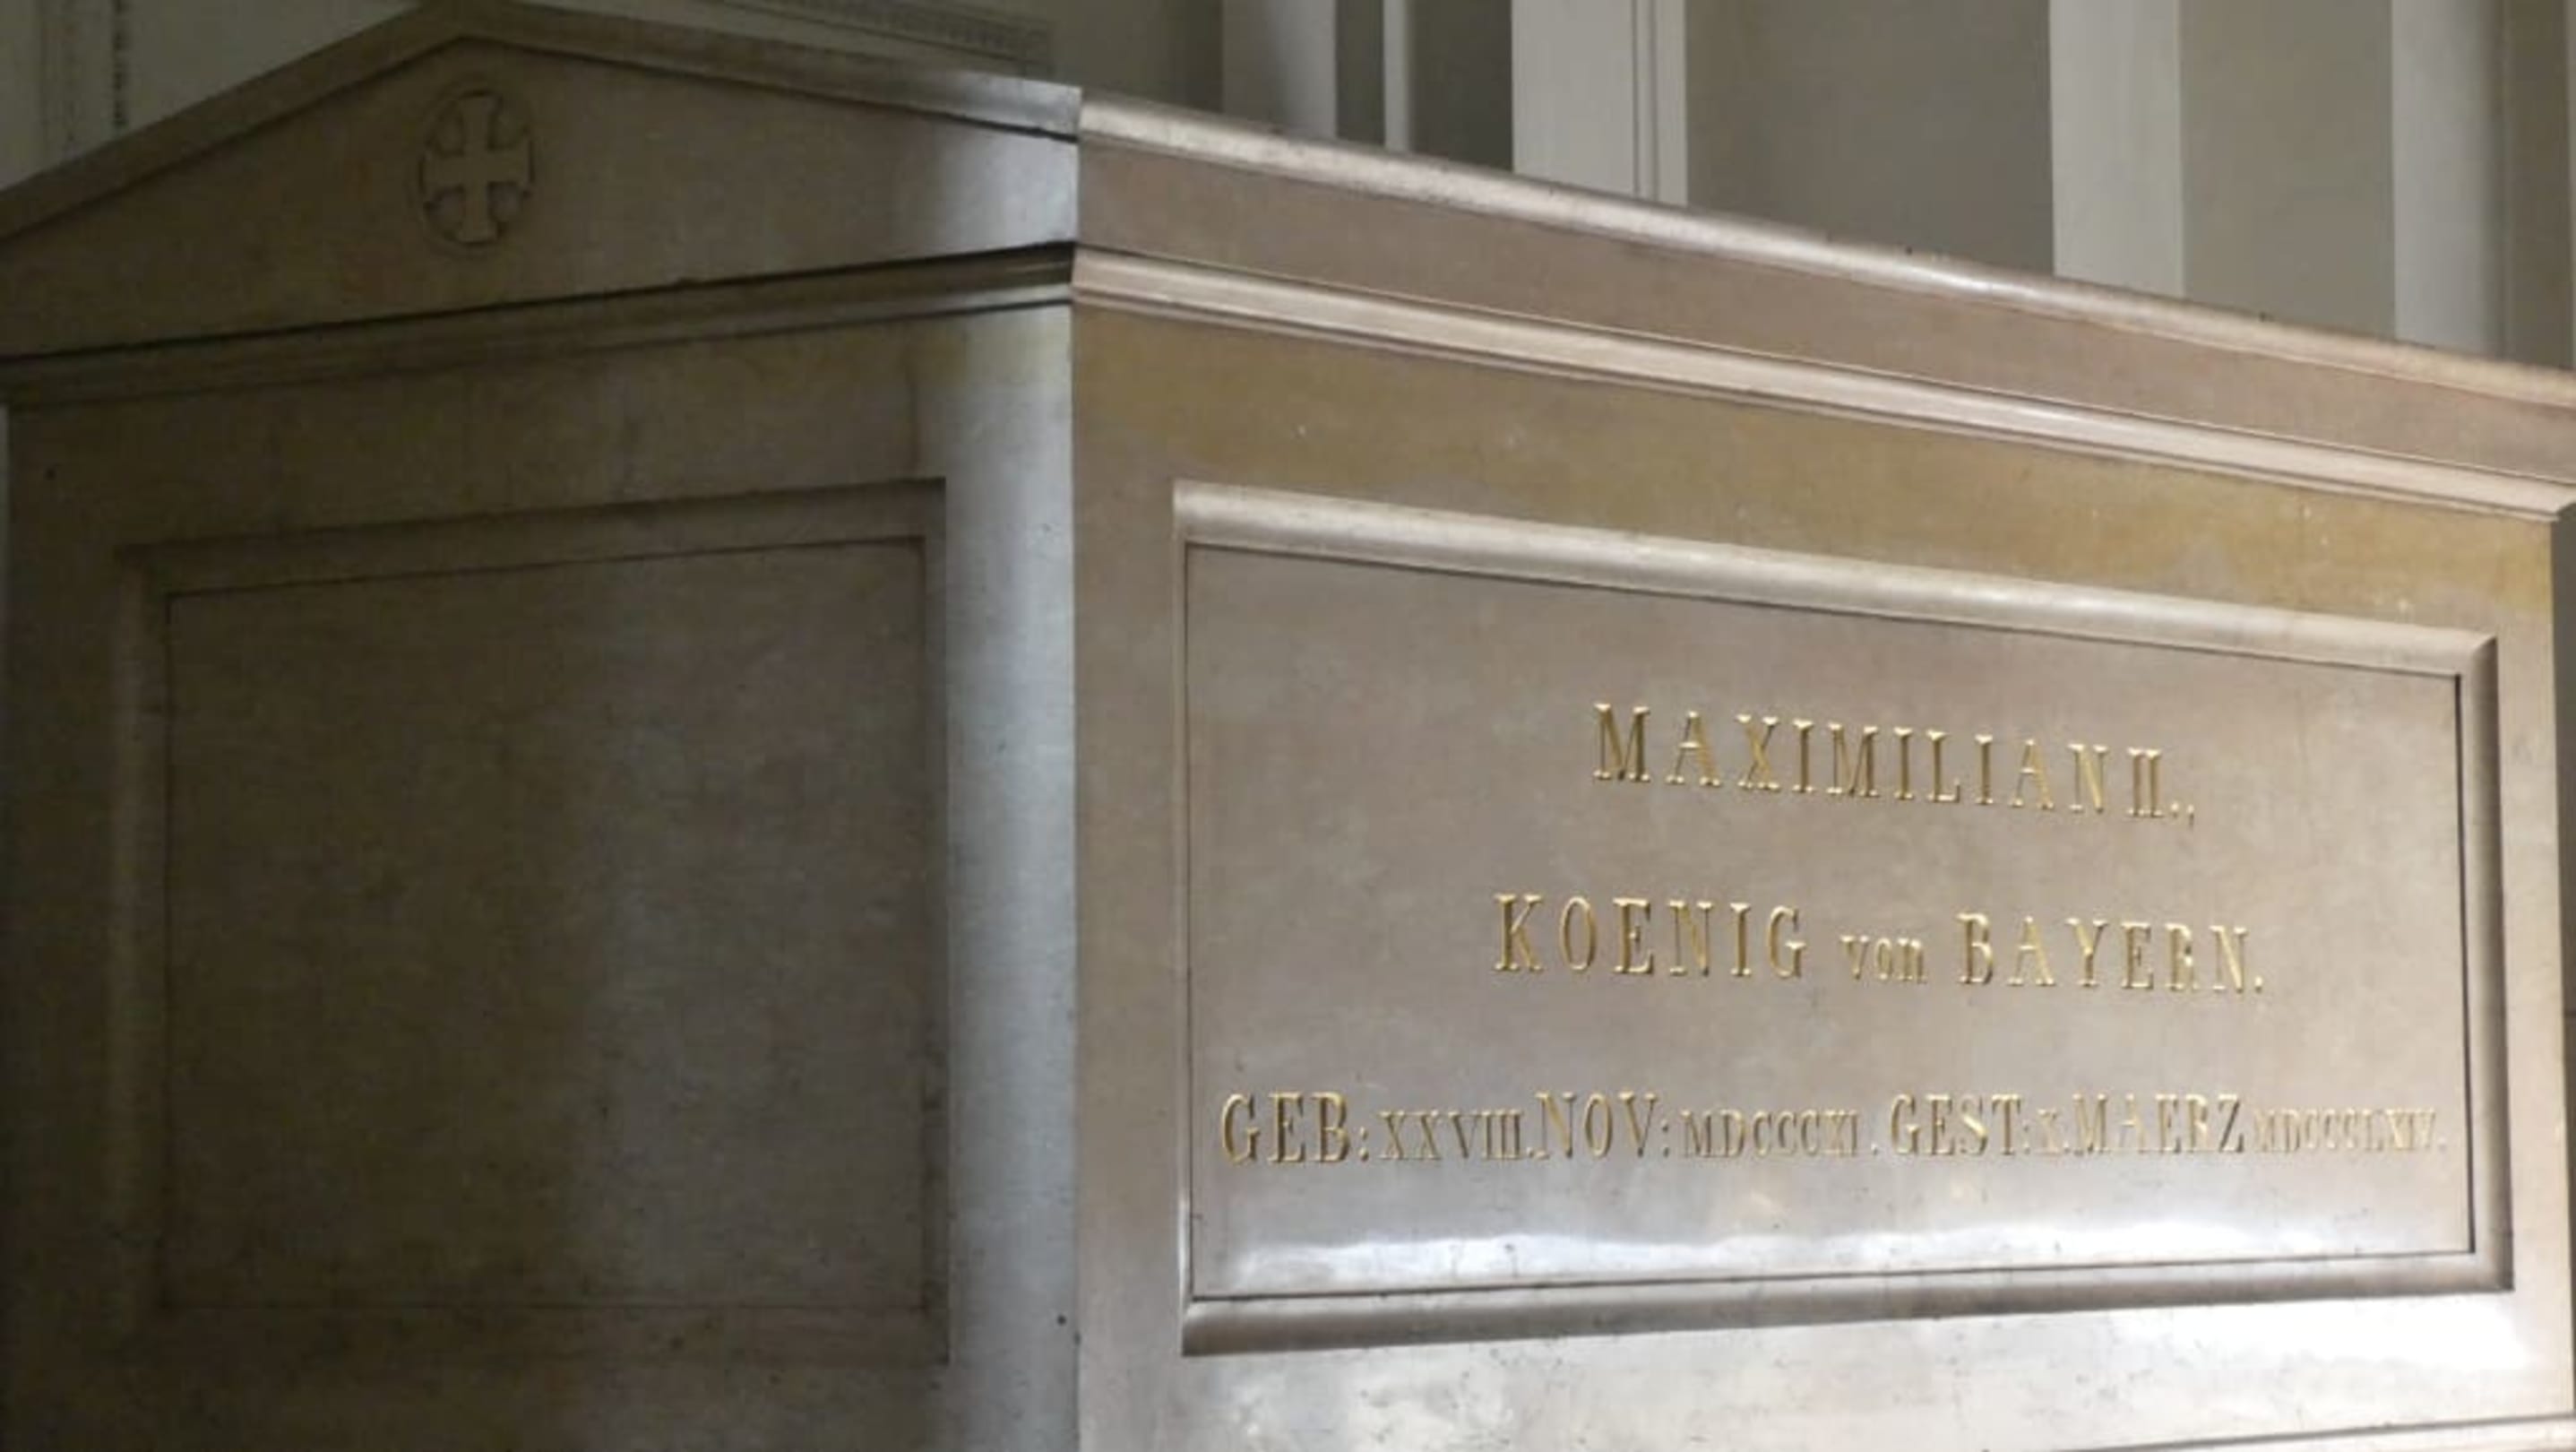 MAXIMILIAN II.,
KOENIG von BAYERN.
GEB: XXVIII. NOV: MDCCCXI. GEST: X. MAERZ MDCCCLXIV.